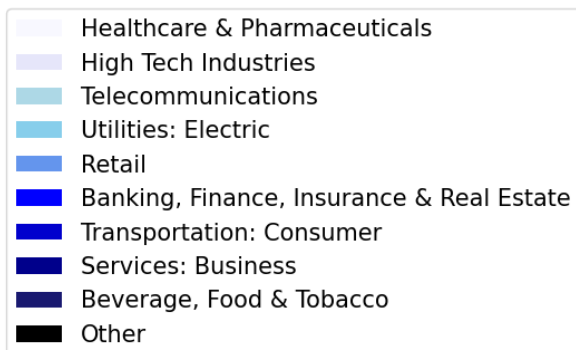 Healthcare & Pharmaceuticals
High Tech Industries
Telecommunications
Utilities: Electric
Retail
Banking, Finance, Insurance & Real Estate
Transportation: Consumer
Services: Business
Beverage, Food & Tobacco
Other